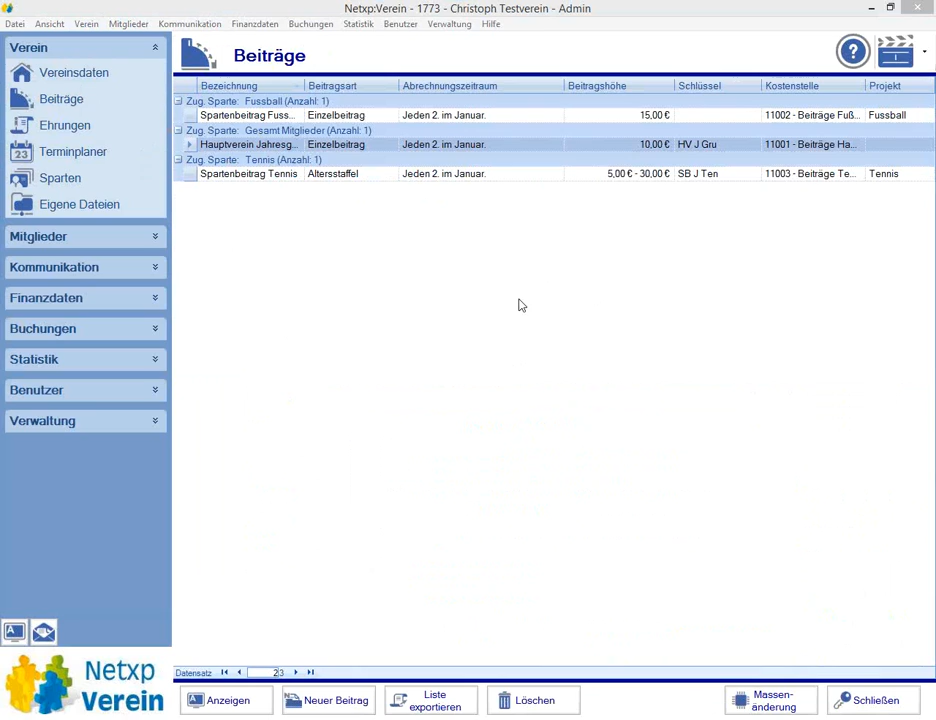 Netxp:Verein - 1773 - Christoph Testverein - Admin
Datei Ansicht Verein Mitglieder Kommunikation Finanzdaten Buchungen Statistik Benutzer Verwaltung Hilfe
Verein
Vereinsdaten
Beiträge
Ehrungen
23 Terminplaner
Sparten
Eigene Dateien
Mitglieder
Kommunikation
Finanzdaten
Buchungen
Statistik
Benutzer
Verwaltung
Netxp
Verein
Beiträge
?
Bezeichnung Beitragsart Abrechnungszeitraum Beitragshöhe Schlüssel Kostenstelle Projekt
Zug. Sparte: Fussball (Anzahl: 1)
Spartenbeitrag Fuss... Einzelbeitrag Jeden 2. im Januar. 15,00 € 11002 - Beiträge Fuß... Fussball
Zug. Sparte: Gesamt Mitglieder (Anzahl: 1)
Hauptverein Jahresg... Einzelbeitrag Jeden 2. im Januar. 10,00 € HV J Gru 11001 - Beiträge Ha...
Zug. Sparte: Tennis (Anzahl: 1)
Spartenbeitrag Tennis Altersstaffel Jeden 2. im Januar. 5,00 € - 30,00 € SB J Ten 11003 - Beiträge Te... Tennis
Datensatz 2/3
Anzeigen
Neuer Beitrag
Liste
exportieren
Löschen
Massen-
änderung
Schließen